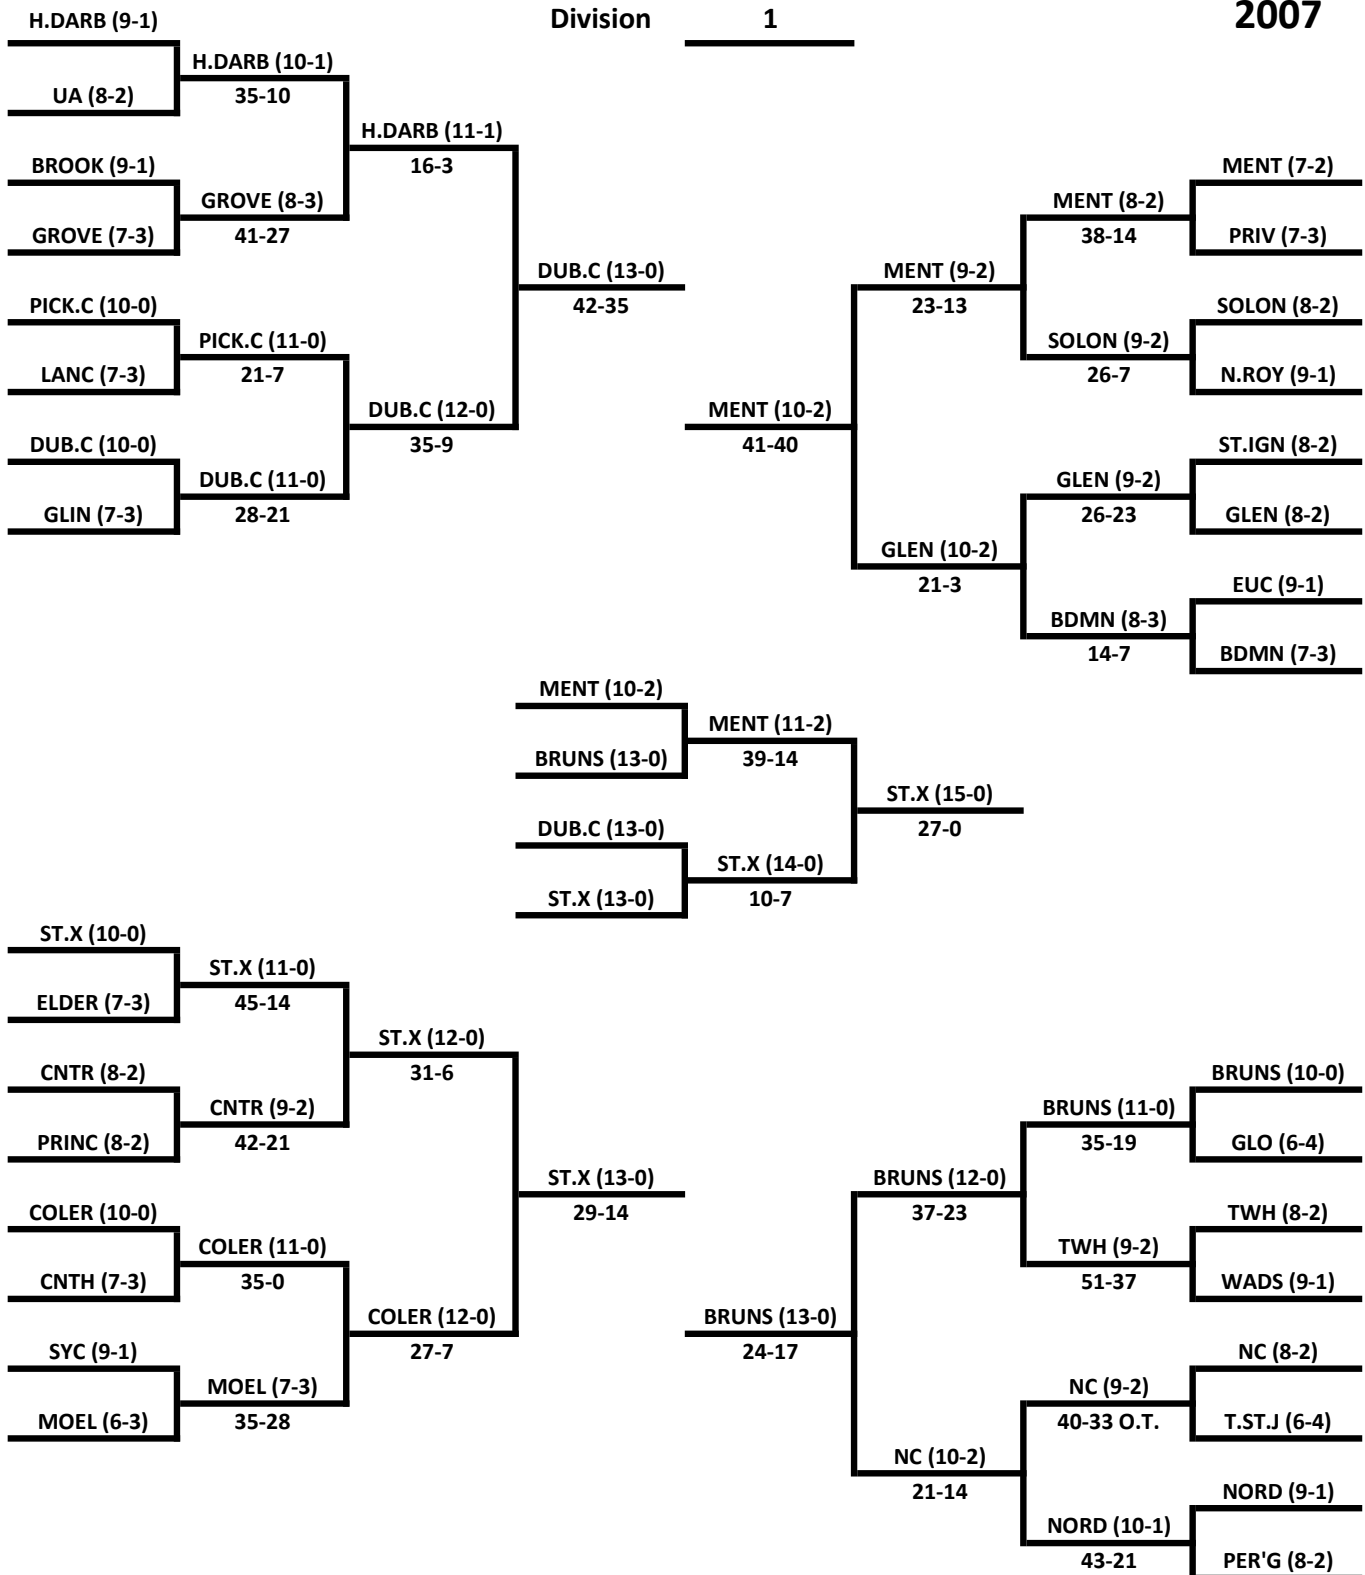 H.DARB (9-1)
Division 1
2007
H.DARB (10-1)
UA (8-2)
35-10
H.DARB (11-1)
BROOK (9-1)
16-3
GROVE (8-3)
GROVE (7-3)
41-27
DUB.C (13-0)
42-35
PICK.C (10-0)
PICK.C (11-0)
LANC (7-3)
21-7
DUB.C (12-0)
35-9
DUB.C (10-0)
DUB.C (11-0)
GLIN (7-3)
28-21
MENT (7-2)
MENT (8-2)
PRIV (7-3)
38-14
MENT (9-2)
23-13
SOLON (8-2)
SOLON (9-2)
N.ROY (9-1)
26-7
MENT (10-2)
41-40
ST.IGN (8-2)
GLEN (9-2)
GLEN (8-2)
26-23
GLEN (10-2)
21-3
EUC (9-1)
BDMN (8-3)
BDMN (7-3)
14-7
MENT (10-2)
MENT (11-2)
BRUNS (13-0)
39-14
ST.X (15-0)
27-0
DUB.C (13-0)
ST.X (14-0)
ST.X (13-0)
10-7
ST.X (10-0)
ST.X (11-0)
ELDER (7-3)
45-14
ST.X (12-0)
31-6
CNTR (8-2)
CNTR (9-2)
PRINC (8-2)
42-21
ST.X (13-0)
29-14
COLER (10-0)
COLER (11-0)
CNTH (7-3)
35-0
COLER (12-0)
27-7
SYC (9-1)
MOEL (7-3)
MOEL (6-3)
35-28
BRUNS (10-0)
BRUNS (11-0)
GLO (6-4)
35-19
BRUNS (12-0)
37-23
TWH (8-2)
TWH (9-2)
WADS (9-1)
51-37
BRUNS (13-0)
24-17
NC (8-2)
NC (9-2)
T.ST.J (6-4)
40-33 O.T.
NC (10-2)
21-14
NORD (9-1)
NORD (10-1)
PER'G (8-2)
43-21